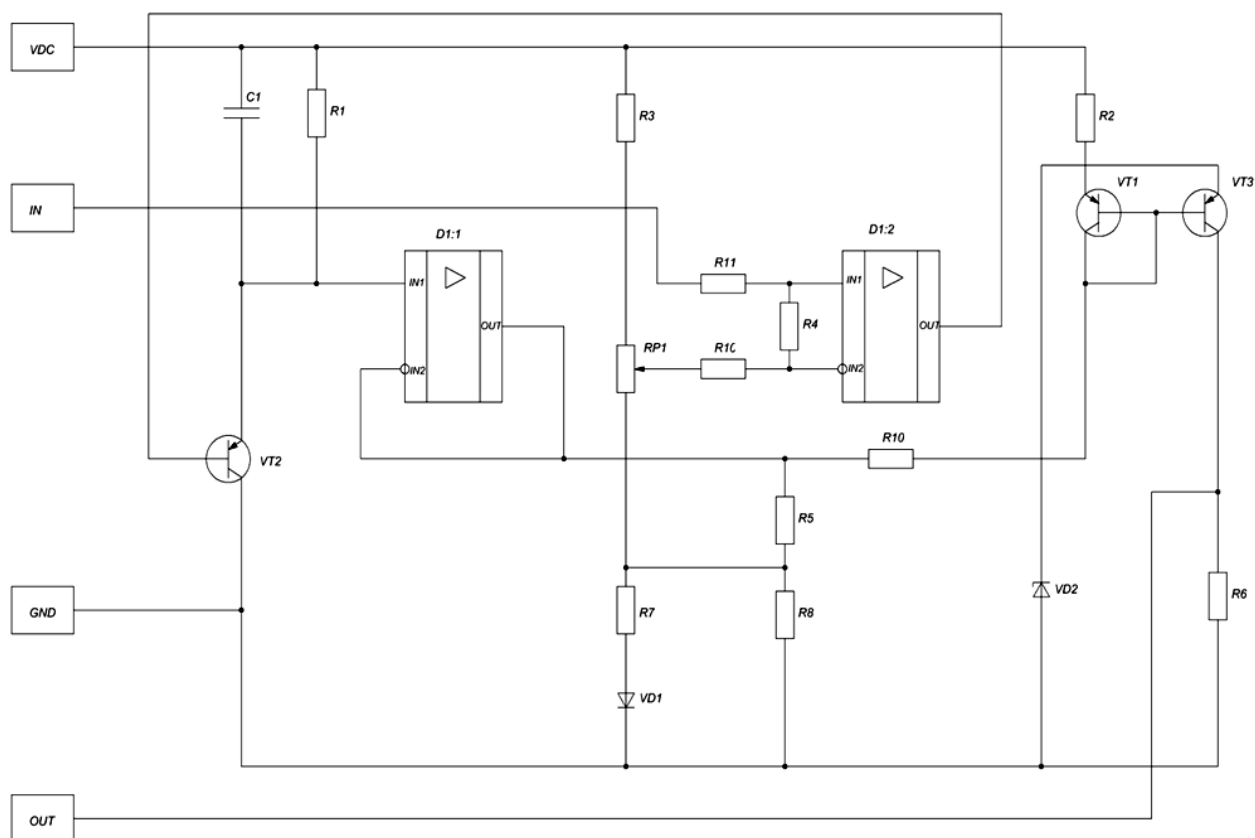 VDC
C1
R1
R3
R2
VT1
VT3
IN
D1:1
D1:2
R11
IN1
IN1
R4
OUT
OUT
RP1
R10
IN2
IN2
R10
VT2
R5
VD2
R6
GND
R7
R8
VD1
OUT